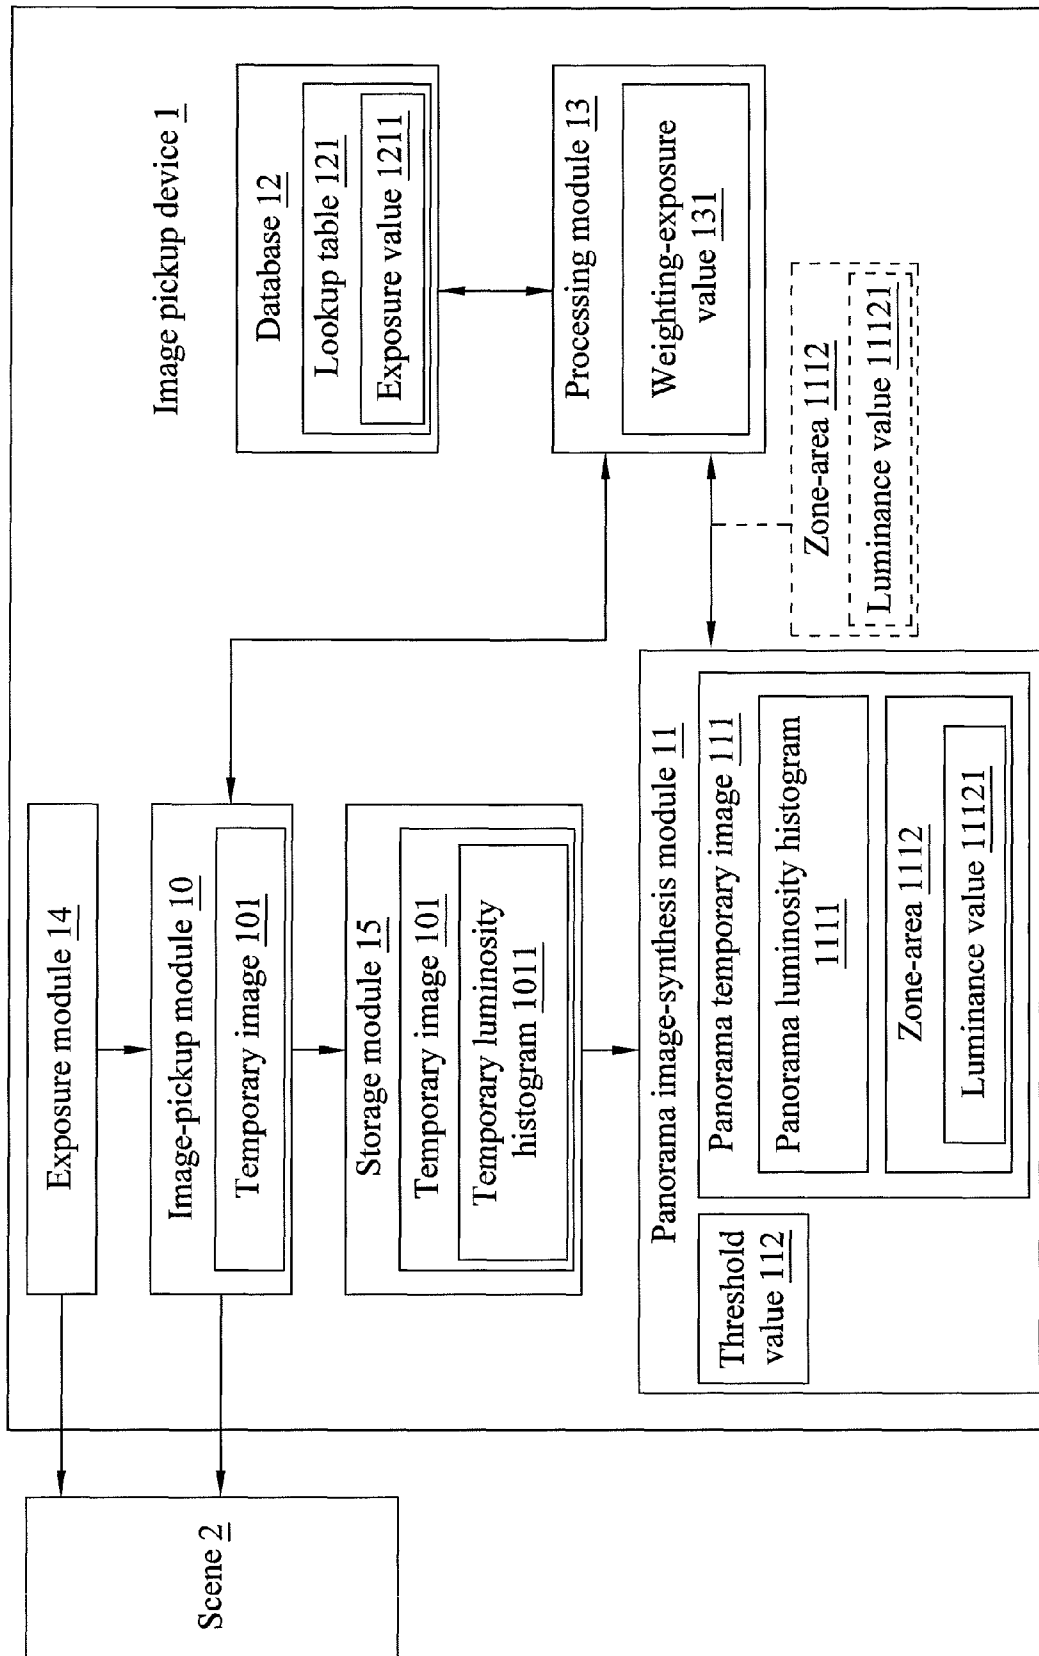 Image pickup device 1
Scene 2
Exposure module 14
Image-pickup module 10
Temporary image 101
Storage module 15
Temporary image 101
Temporary luminosity
histogram 1011
Panorama image-synthesis module 11
Threshold
value 112
Panorama temporary image 111
Panorama luminosity histogram
1111
Zone-area 1112
Luminance value 11121
Database 12
Lookup table 121
Exposure value 1211
Processing module 13
Weighting-exposure
value 131
Zone-area 1112
Luminance value 11121